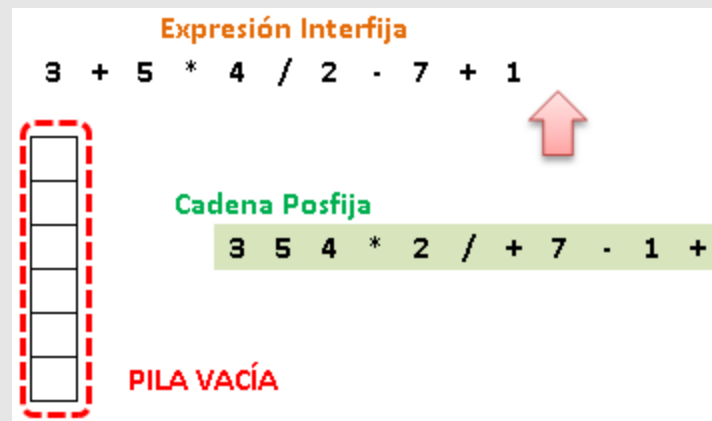 Expresión Interfija
3 + 5 * 4 / 2 - 7 + 1
Cadena Posfija
3 5 4 * 2 / + 7 - 1 +
PILA VACÍA